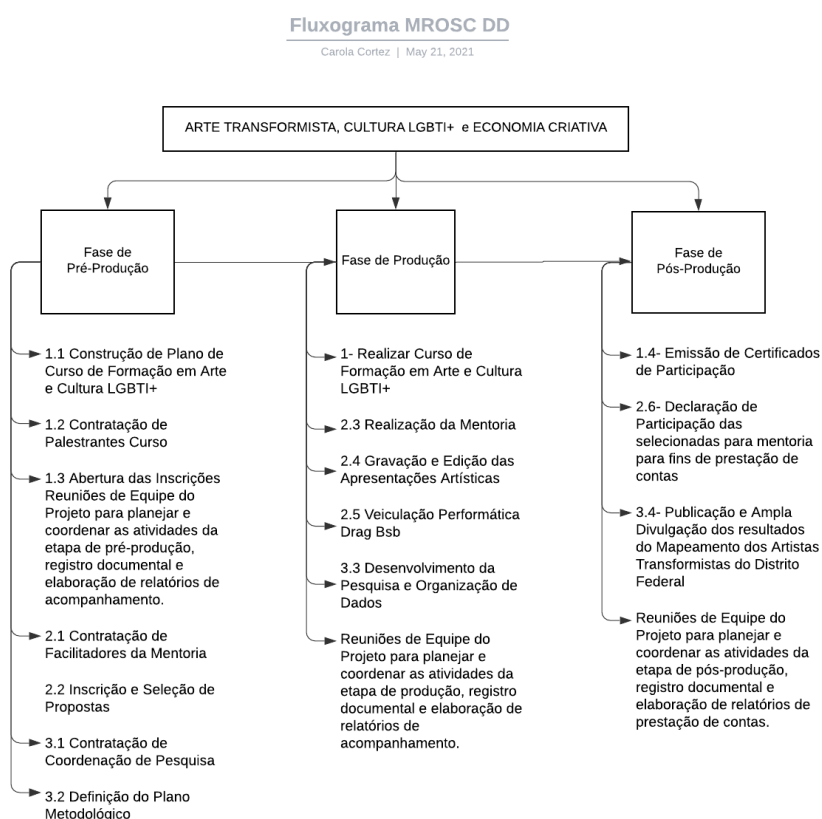 Fluxograma MROSC DD
Carola Cortez | May 21, 2021
ARTE TRANSFORMISTA, CULTURA LGBTI+ e ECONOMIA CRIATIVA
Fase de
Pré-Produção
Fase de Produção
Fase de
Pós-Produção
1.1 Construção de Plano de
Curso de Formação em Arte
e Cultura LGBTI+
1.2 Contratação de
Palestrantes Curso
1.3 Abertura das Inscrições
Reuniões de Equipe do
Projeto para planejar e
coordenar as atividades da
etapa de pré-produção,
registro documental e
elaboração de relatórios de
acompanhamento.
2.1 Contratação de
Facilitadores da Mentoria
2.2 Inscrição e Seleção de
Propostas
3.1 Contratação de
Coordenação de Pesquisa
3.2 Definição do Plano
Metodológico
1- Realizar Curso de
Formação em Arte e Cultura
LGBTI+
2.3 Realização da Mentoria
2.4 Gravação e Edição das
Apresentações Artísticas
2.5 Veiculação Performática
Drag Bsb
3.3 Desenvolvimento da
Pesquisa e Organização de
Dados
Reuniões de Equipe do
Projeto para planejar e
coordenar as atividades da
etapa de produção, registro
documental e elaboração de
relatórios de
acompanhamento.
1.4- Emissão de Certificados
de Participação
2.6- Declaração de
Participação das
selecionadas para mentoria
para fins de prestação de
contas
3.4- Publicação e Ampla
Divulgação dos resultados
do Mapeamento dos Artistas
Transformistas do Distrito
Federal
Reuniões de Equipe do
Projeto para planejar e
coordenar as atividades da
etapa de pós-produção,
registro documental e
elaboração de relatórios de
prestação de contas.